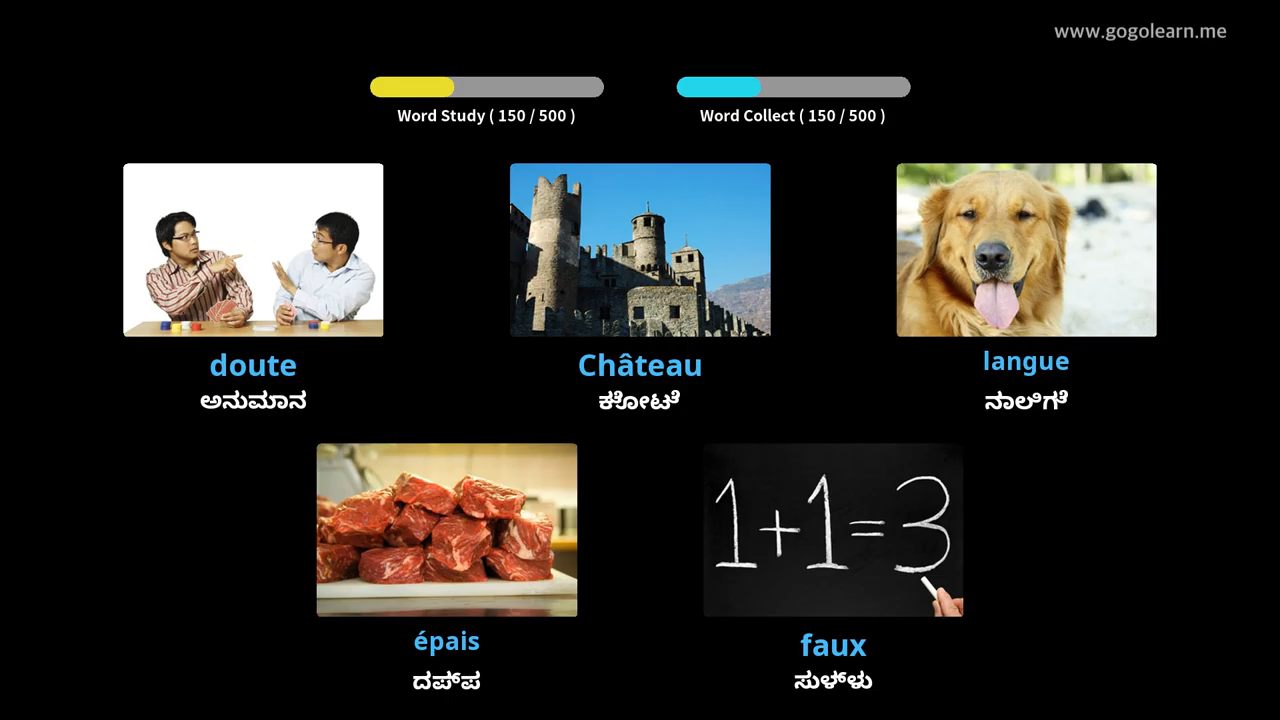 www.gogolearn.me
Word Study ( 150 / 500 )
Word Collect ( 150 / 500 )
doute
ಅನುಮಾನ
Château
ಕೋಟೆ
langue
ನಾಲಿಗೆ
épais
ದಪ್ಪ
1+1=3
faux
ಸುಳ್ಳು